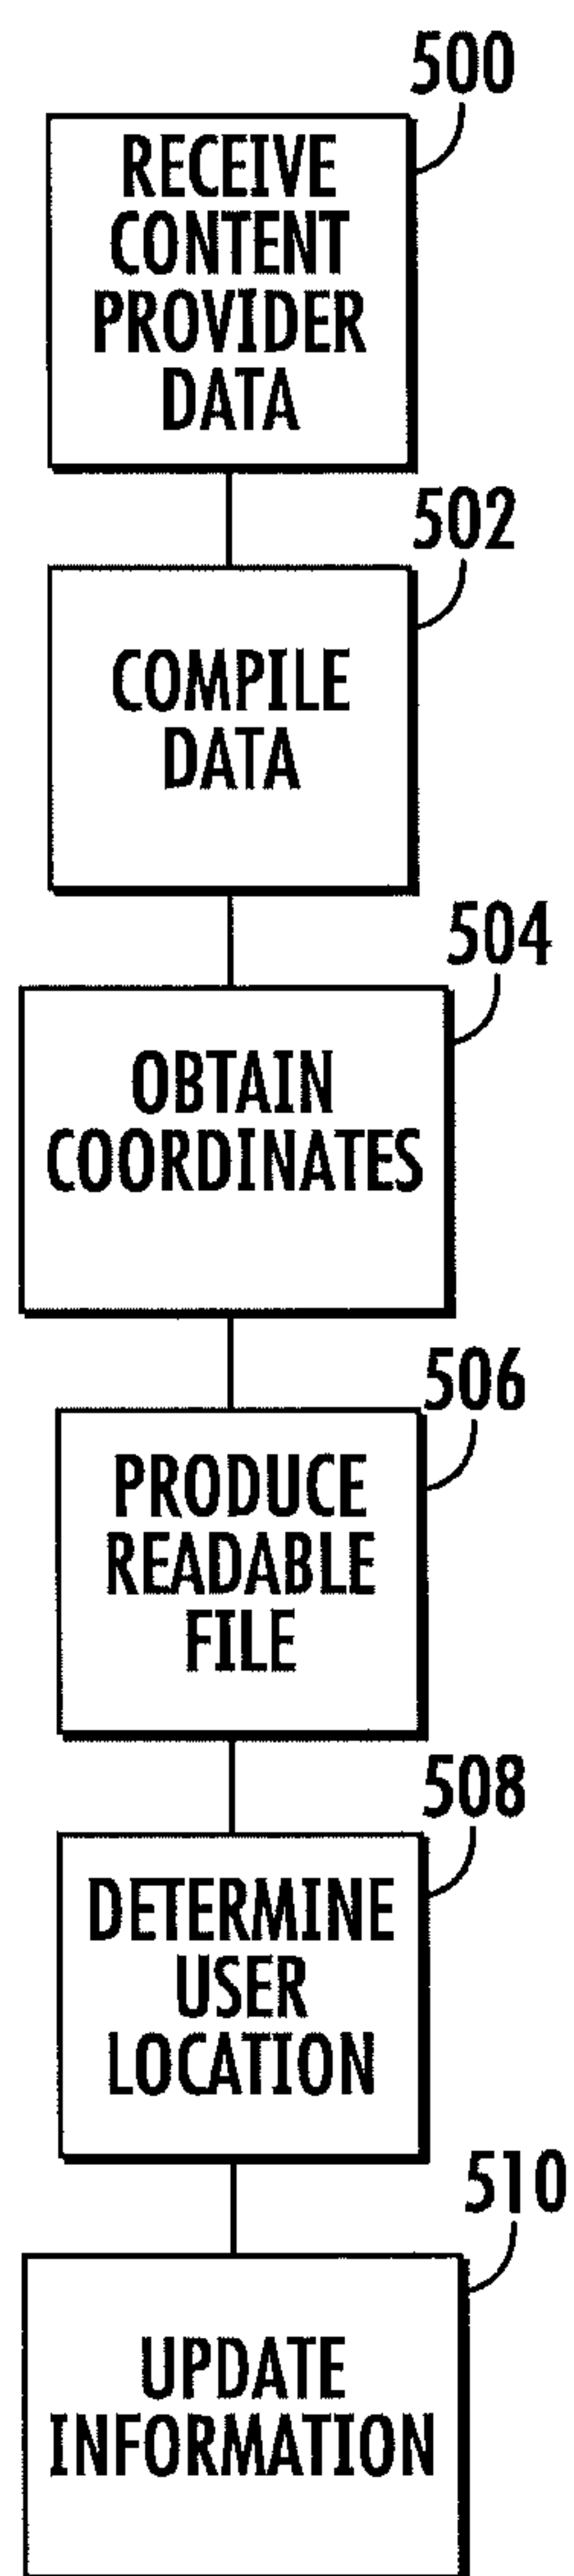 500
RECEIVE
CONTENT
PROVIDER
DATA
502
COMPILE
DATA
504
OBTAIN
COORDINATES
506
PRODUCE
READABLE
FILE
508
DETERMINE
USER
LOCATION
510
UPDATE
INFORMATION